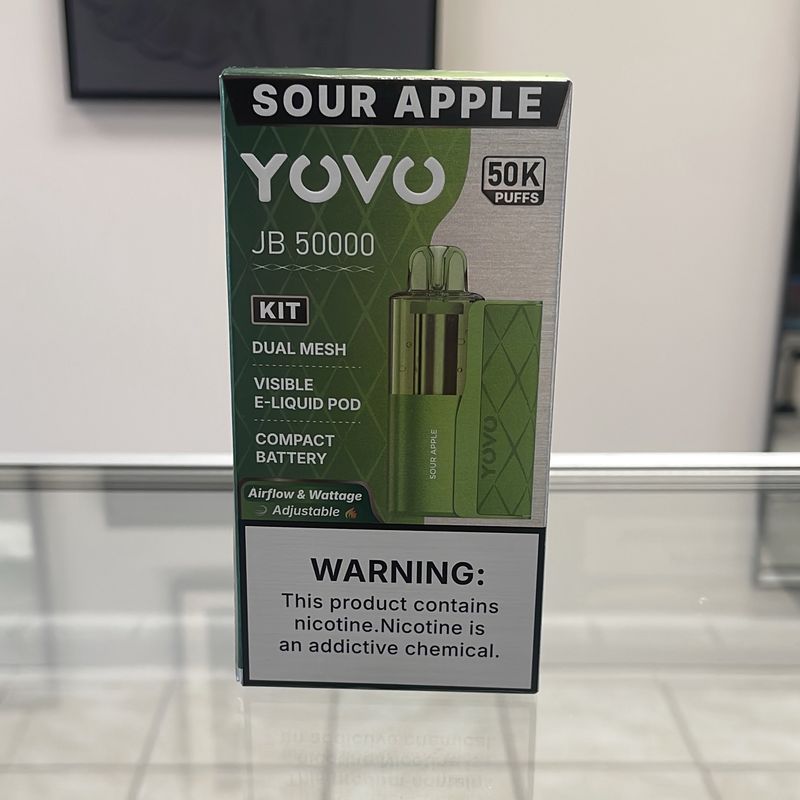 SOUR APPLE
YOVO
50K
PUFFS
JB 50000
KIT
DUAL MESH
VISIBLE
E-LIQUID POD
COMPACT
BATTERY
Airflow & Wattage
Adjustable
SOUR APPLE
YOVO
WARNING:
This product contains
nicotine.Nicotine is
an addictive chemical.